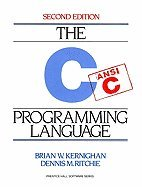 SECOND EDITION
THE
C
ANSI
C
PROGRAMMING
LANGUAGE
BRIAN W. KERNIGHAN
DENNIS M. RITCHIE
PRENTICE HALL SOFTWARE SERIES